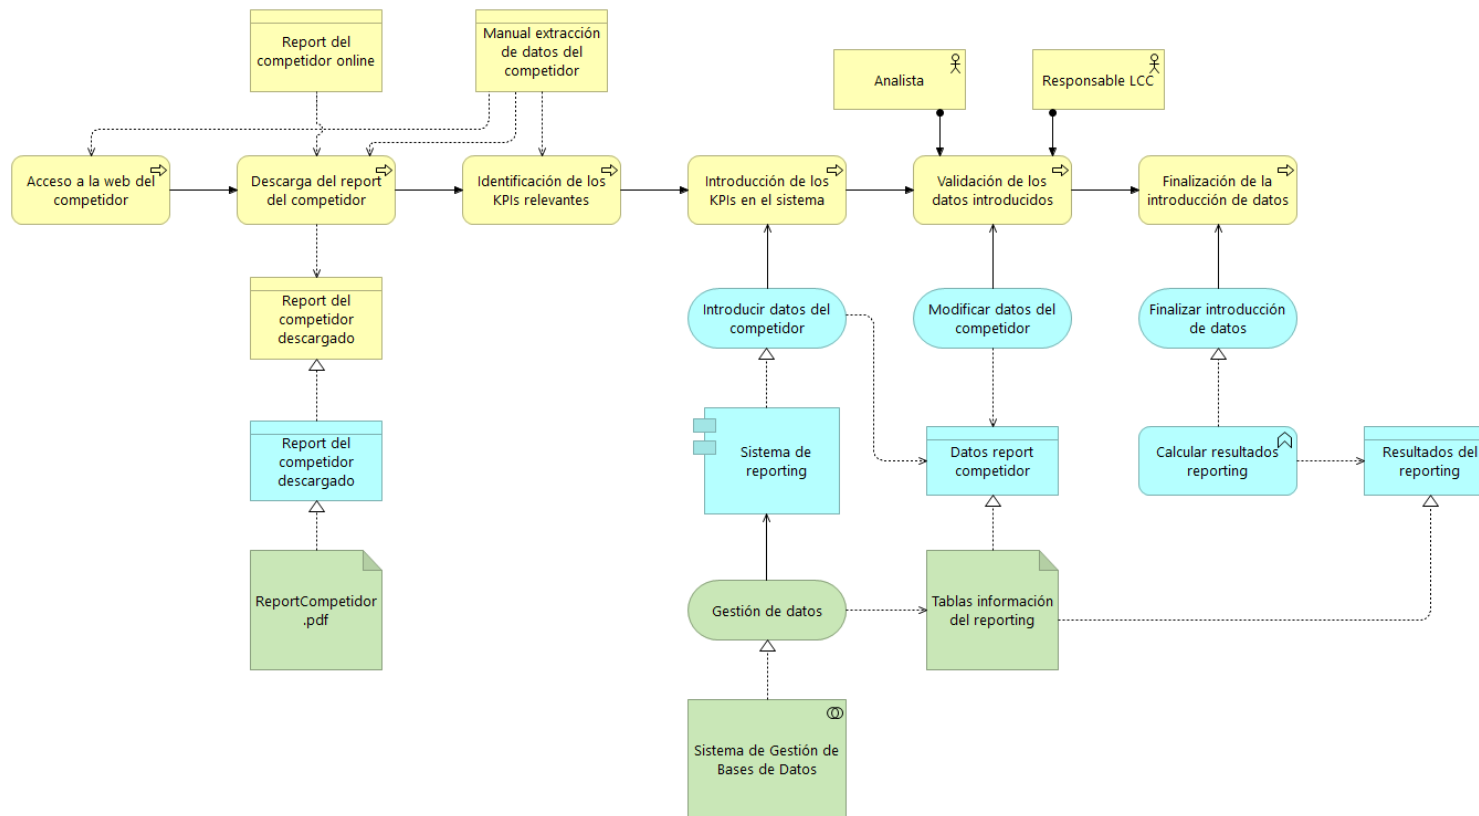 Report del
competidor online
Manual extracción
de datos del
competidor
Analista
Responsable LCC
Acceso a la web del
competidor
Descarga del report
del competidor
Identificación de los
KPIs relevantes
Introducción de los
KPIs en el sistema
Validación de los
datos introducidos
Finalización de la
introducción de datos
Report del
competidor
descargado
Introducir datos del
competidor
Modificar datos del
competidor
Finalizar introducción
de datos
Report del
competidor
descargado
Sistema de
reporting
Datos report
competidor
Calcular resultados
reporting
Resultados del
reporting
ReportCompetidor
.pdf
Gestión de datos
Tablas información
del reporting
Sistema de Gestión de
Bases de Datos